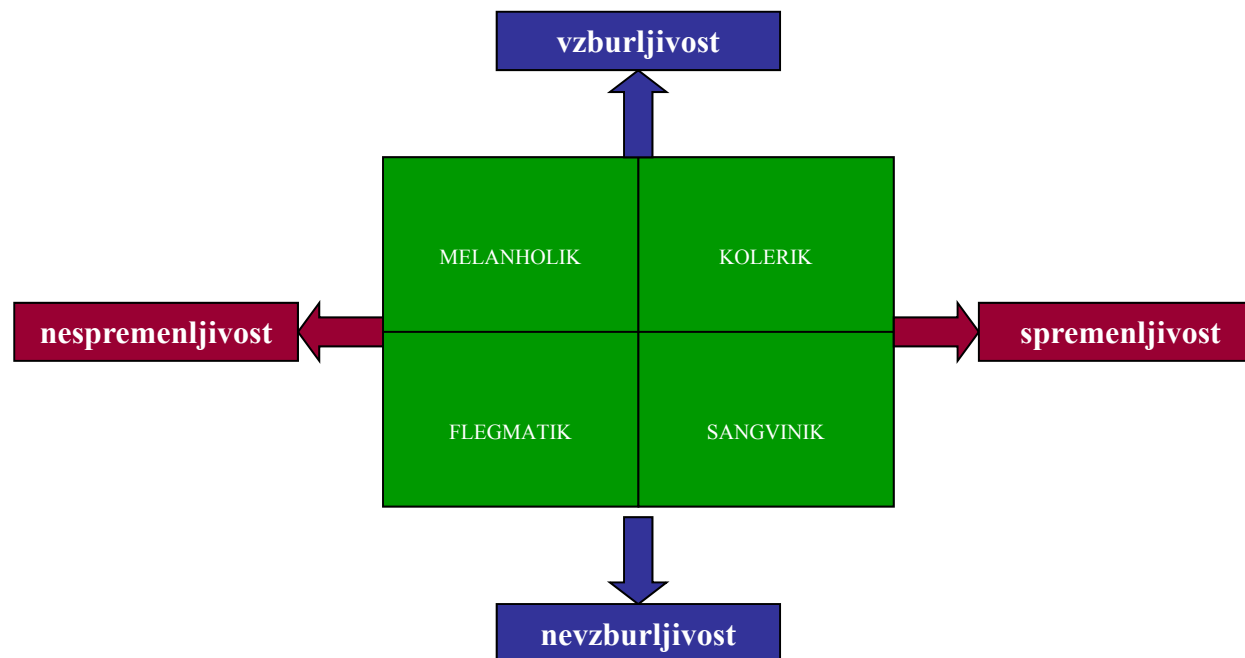 vzburljivost
MELANHOLIK
KOLERIK
nespremenljivost
spremenljivost
FLEGMATIK
SANGVINIK
nevzburljivost